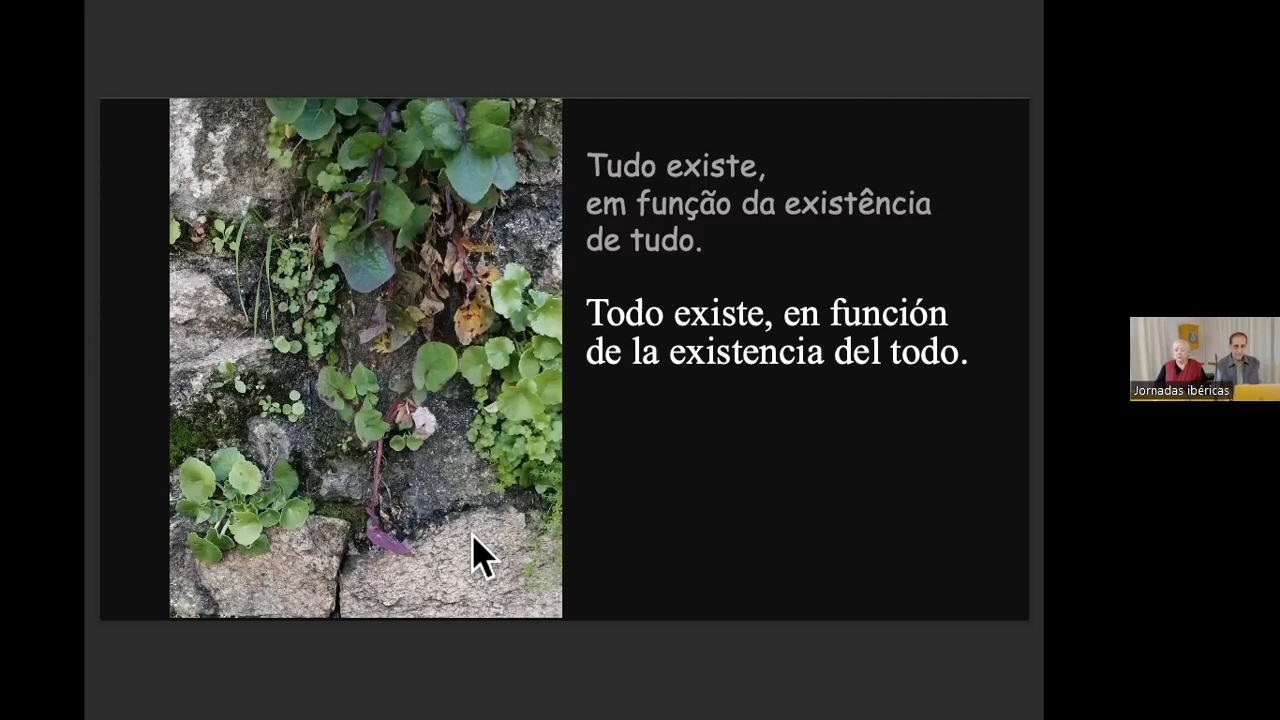 Tudo existe,
em função da existência
de tudo.
Todo existe, en función
de la existencia del todo.
Jornadas ibéricas